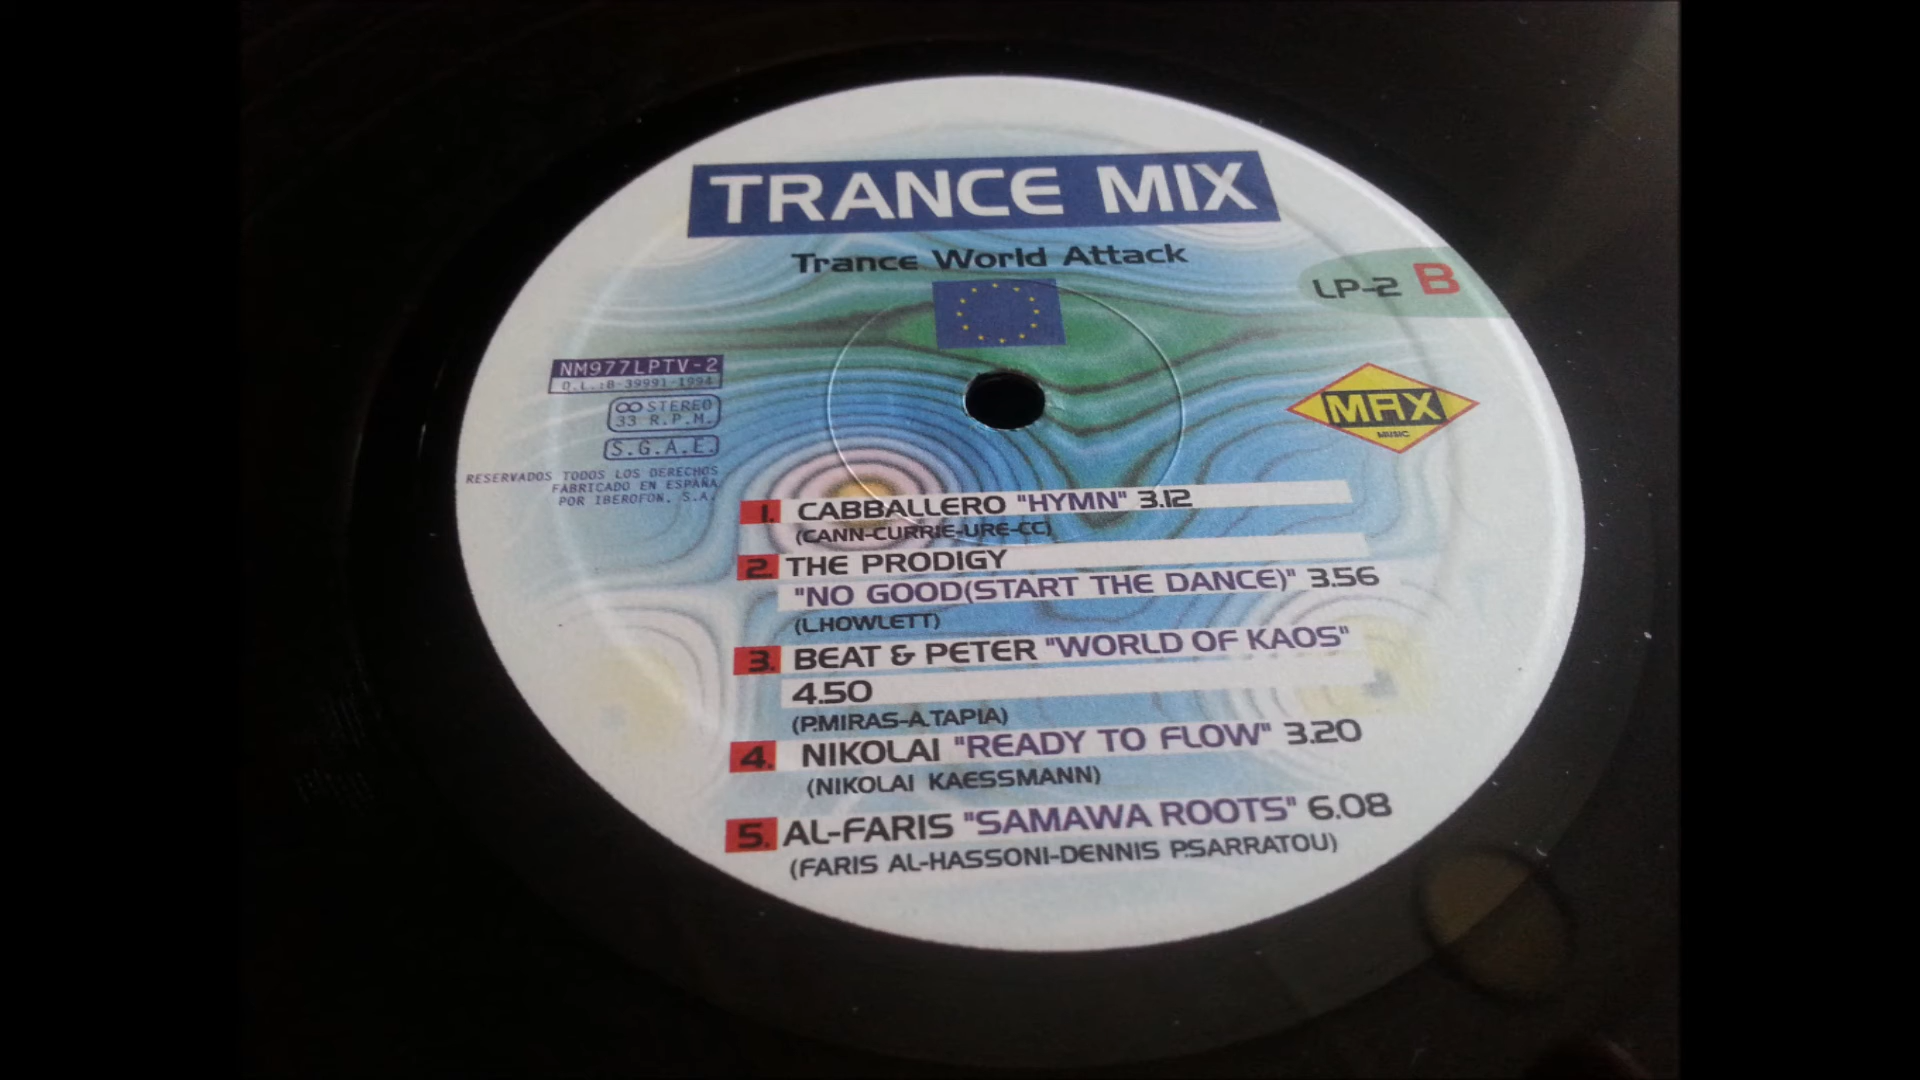 TRANCE MIX
Trance World Attack
LP-2 B
NM977LPTV-2
D.L.:B-39991-1994
STEREO
33 R.P.M.
S.G.A.E.
RESERVADOS TODOS LOS DERECHOS
FABRICADO EN ESPAÑA
POR IBEROFON, S.A.
MAX
MUSIC
1. CABBALLERO "HYMN" 3.12
(CANN-CURRIE-URE-CC)
2. THE PRODIGY
"NO GOOD(START THE DANCE)" 3.56
(L.HOWLETT)
3. BEAT & PETER "WORLD OF KAOS"
4.50
(P.MIRAS-A.TAPIA)
4. NIKOLAI "READY TO FLOW" 3.20
(NIKOLAI KAESSMANN)
5. AL-FARIS "SAMAWA ROOTS" 6.08
(FARIS AL-HASSONI-DENNIS P.SARRATOU)